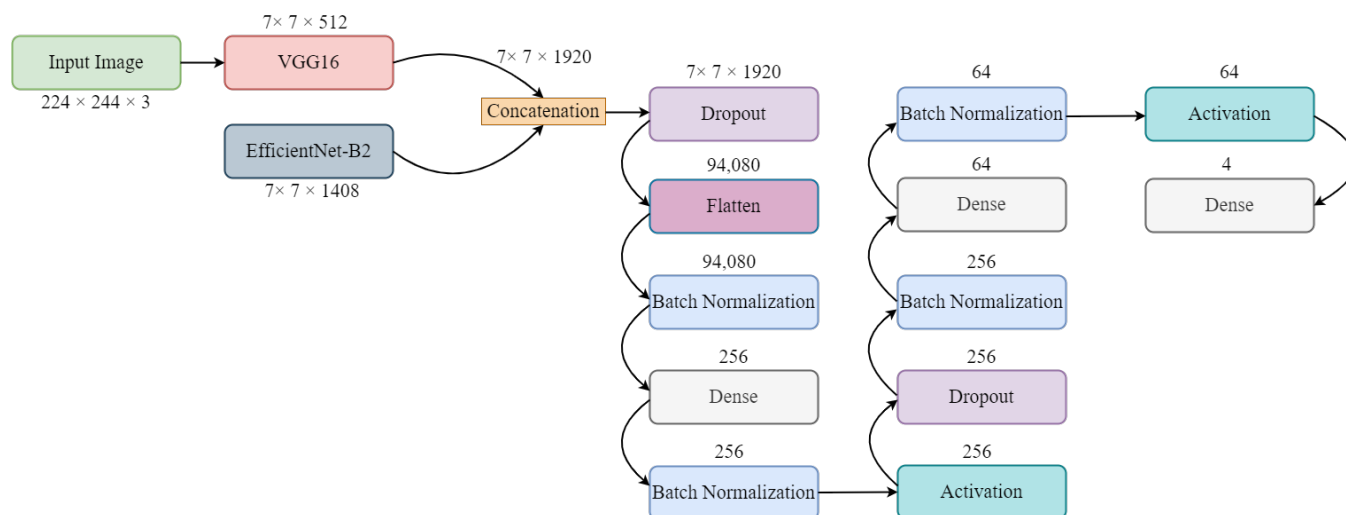 7× 7 × 512
Input Image
VGG16
224 × 244 × 3
EfficientNet-B2
7× 7 × 1408
7× 7 × 1920
Concatenation
7× 7 × 1920
Dropout
94,080
Flatten
94,080
Batch Normalization
256
Dense
256
Batch Normalization
256
Activation
256
Dropout
256
Batch Normalization
64
Dense
64
Batch Normalization
64
Activation
4
Dense